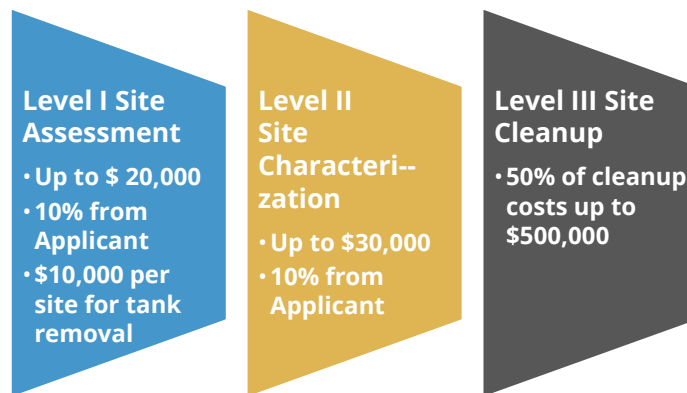 Level I Site
Assessment
• Up to $ 20,000
• 10% from
Applicant
• $10,000 per
site for tank
removal
Level II
Site
Characteri--
zation
• Up to $30,000
• 10% from
Applicant
Level III Site
Cleanup
• 50% of cleanup
costs up to
$500,000